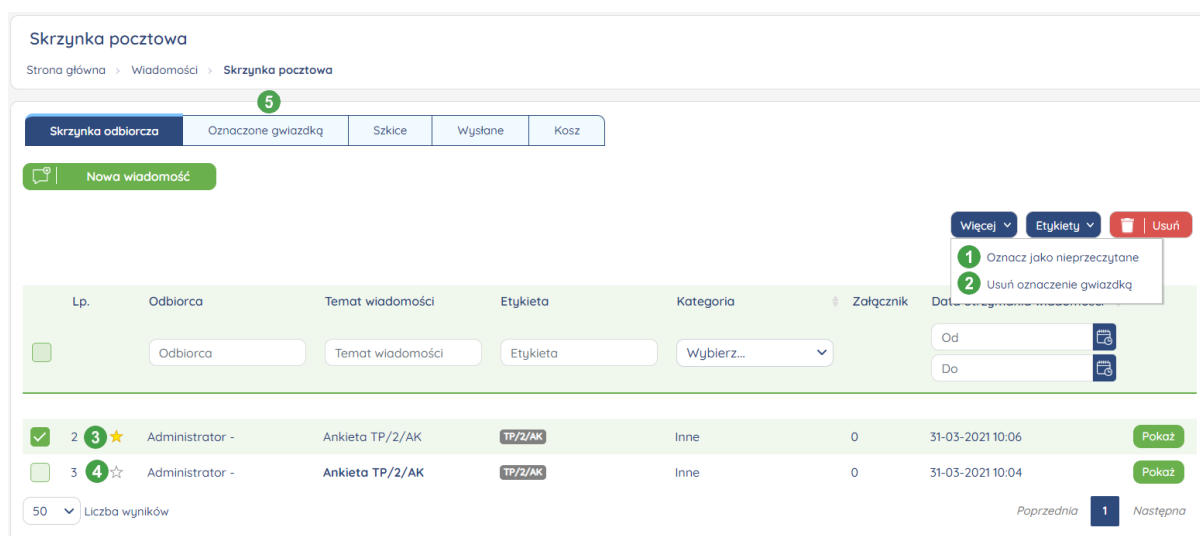 Skrzynka pocztowa
Strona główna > Wiadomości > Skrzynka pocztowa
5
Skrzynka odbiorcza Oznaczone gwiazdką Szkice Wysłane Kosz
Nowa wiadomość
Więcej Etykiety Usuń
1 Oznacz jako nieprzeczytane
2 Usuń oznaczenie gwiazdką
Lp. Odbiorca Temat wiadomości Etykieta Kategoria Załącznik Data otrzymania wiadomości
Odbiorca Temat wiadomości Etykieta Wybierz... Od
Do
2 3 Administrator - Ankieta TP/2/AK TP/2/AK Inne 0 31-03-2021 10:06 Pokaż
3 4 Administrator - Ankieta TP/2/AK TP/2/AK Inne 0 31-03-2021 10:04 Pokaż
50 Liczba wyników Poprzednia 1 Następna